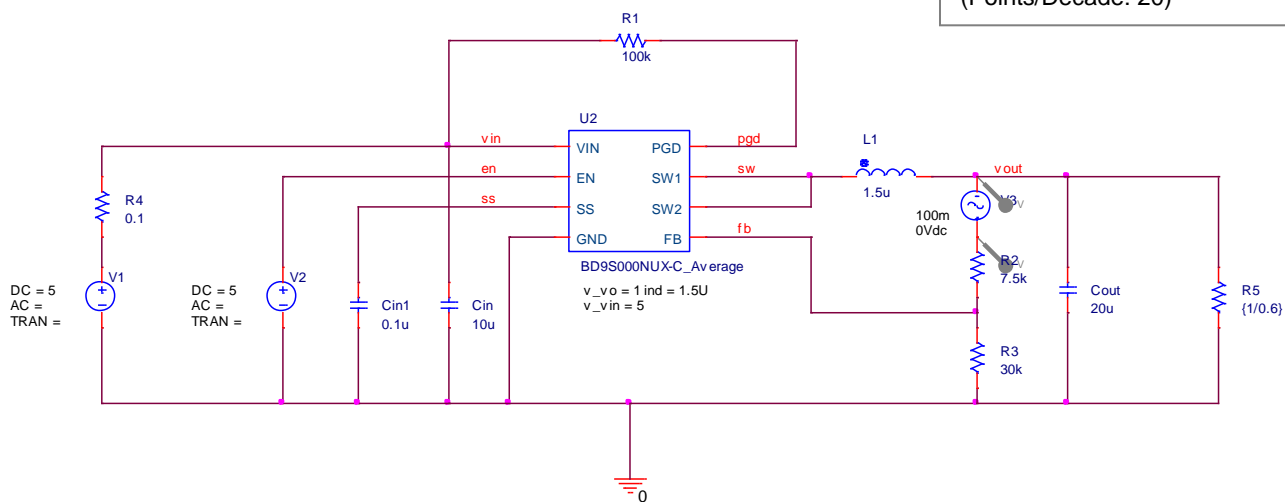 (Points/Decade: 20)
R1
100k
U2
vin
VIN
PGD
pgd
L1
en
EN
SW1
sw
1.5u
vout
ss
SS
SW2
R4
0.1
GND
FB
fb
100m
0Vdc
V3
V
BD9S000NUX-C_Average
v_vo = 1 ind = 1.5U
v_vin = 5
R2
7.5k
V
V1
DC = 5
AC =
TRAN =
V2
DC = 5
AC =
TRAN =
Cin1
0.1u
Cin
10u
Cout
20u
R5
{1/0.6}
R3
30k
0